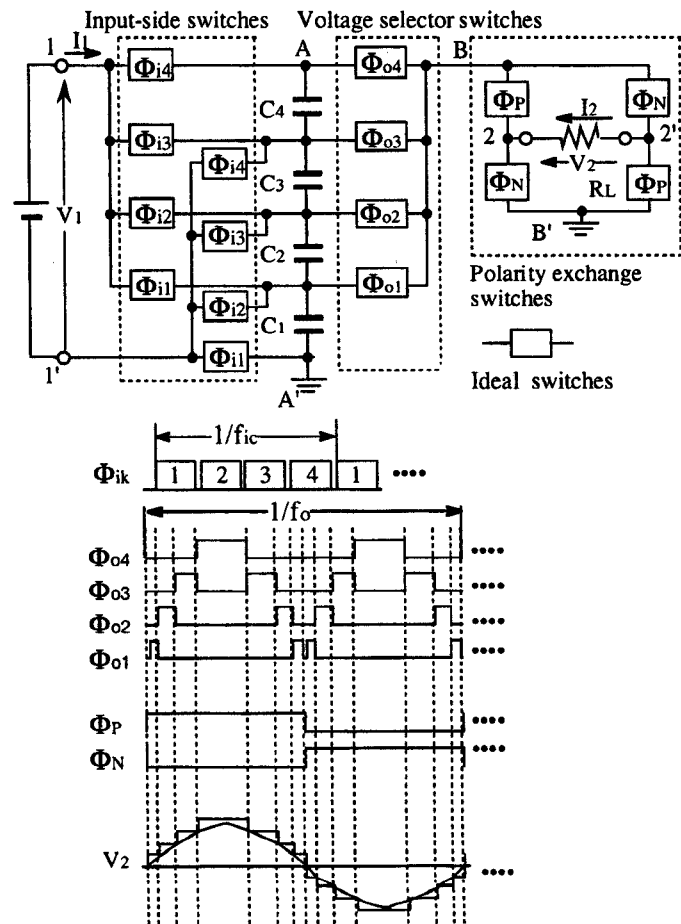 Input-side switches Voltage selector switches
1 I1 A B
Φi4 Φo4
ΦP ΦN
C4
I2
Φi3 Φo3 2 2'
Φi4
V2
C3 ΦN RL ΦP
V1 Φi2 Φo2
Φi3 B'
C2
Polarity exchange
switches
Φi1 Φo1
Φi2
C1
Φi1
1'
A'
Ideal switches
1/fic
Φik 1 2 3 4 1 ••••
1/fo
Φo4 ••••
Φo3 ••••
Φo2 ••••
Φo1 ••••
ΦP ••••
ΦN ••••
V2 ••••